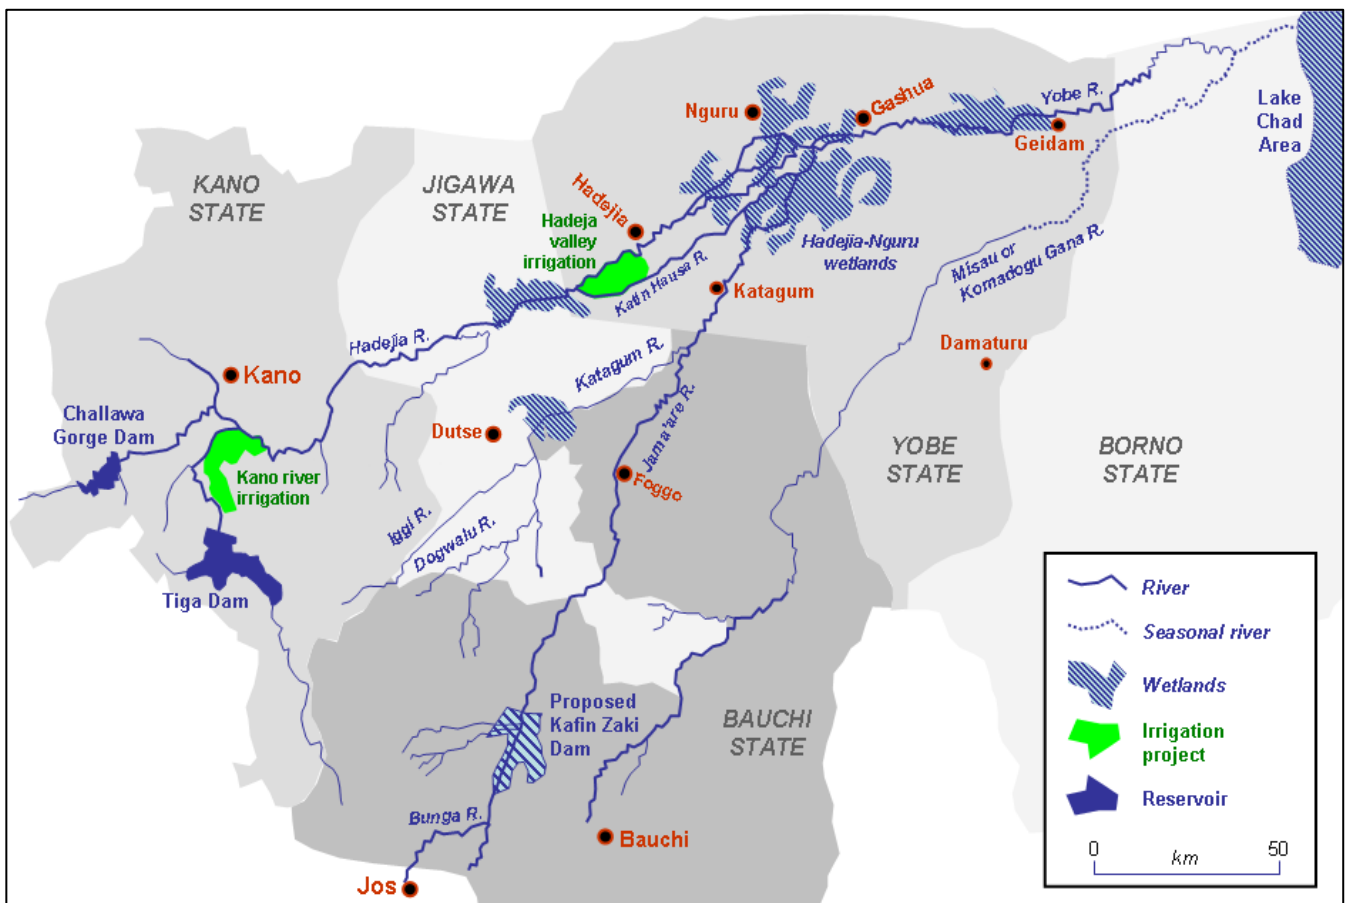 Nguru
Gashua
Yobe R.
Geidam
Lake
Chad
Area
KANO
STATE
JIGAWA
STATE
Hadejia
Hadeja
valley
irrigation
Hadejia-Nguru
wetlands
Katin Hausa R.
Misau or
Komadogu Gana R.
Katagum
Hadejia R.
Damaturu
Kano
Katagum R.
Challawa
Gorge Dam
Dutse
Jama'are R.
YOBE
STATE
BORNO
STATE
Kano river
irrigation
Foggo
Iggi R.
Dogwalu R.
Tiga Dam
Proposed
Kafin Zaki
Dam
BAUCHI
STATE
Bunga R.
Bauchi
Jos
River
Seasonal river
Wetlands
Irrigation
project
Reservoir
0 50
km